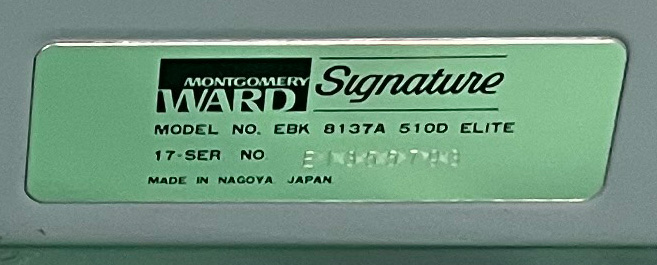 MONTGOMERY
WARD
Signature
MODEL NO. EBK 8137A 510D ELITE
17-SER NO.
MADE IN NAGOYA, JAPAN.